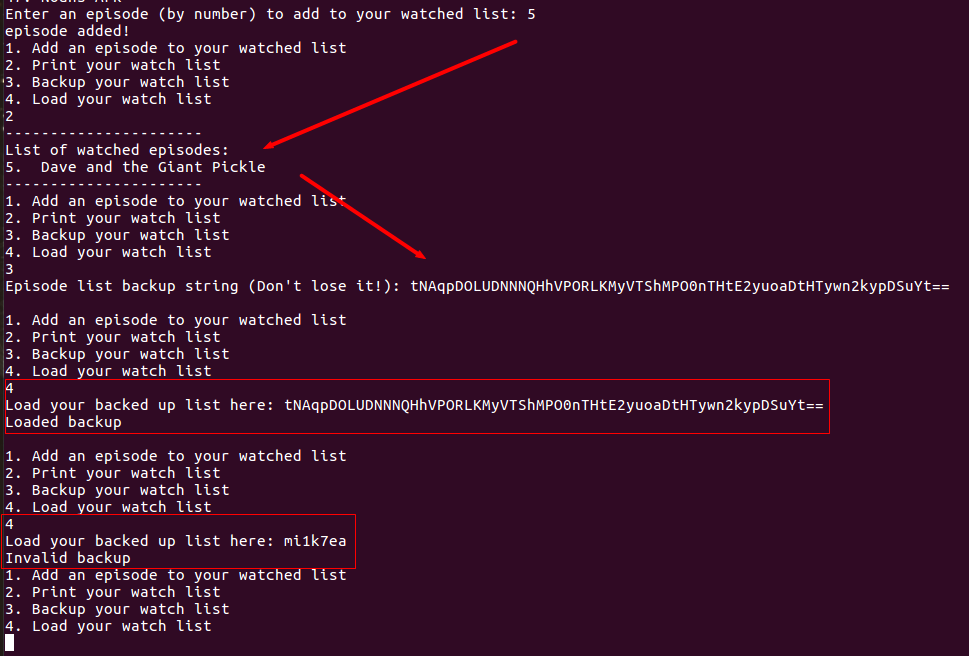 Enter an episode (by number) to add to your watched list: 5
episode added!
1. Add an episode to your watched list
2. Print your watch list
3. Backup your watch list
4. Load your watch list
2
----------------------
List of watched episodes:
5.  Dave and the Giant Pickle
----------------------
1. Add an episode to your watched list
2. Print your watch list
3. Backup your watch list
4. Load your watch list
3
Episode list backup string (Don't lose it!): tNAqpDOLUDNNNQHhVPORLKMyVTShMPO0nTHtE2yuoaDtHTywn2kypDSuYt==
1. Add an episode to your watched list
2. Print your watch list
3. Backup your watch list
4. Load your watch list
4
Load your backed up list here: tNAqpDOLUDNNNQHhVPORLKMyVTShMPO0nTHtE2yuoaDtHTywn2kypDSuYt==
Loaded backup
1. Add an episode to your watched list
2. Print your watch list
3. Backup your watch list
4. Load your watch list
4
Load your backed up list here: mi1k7ea
Invalid backup
1. Add an episode to your watched list
2. Print your watch list
3. Backup your watch list
4. Load your watch list